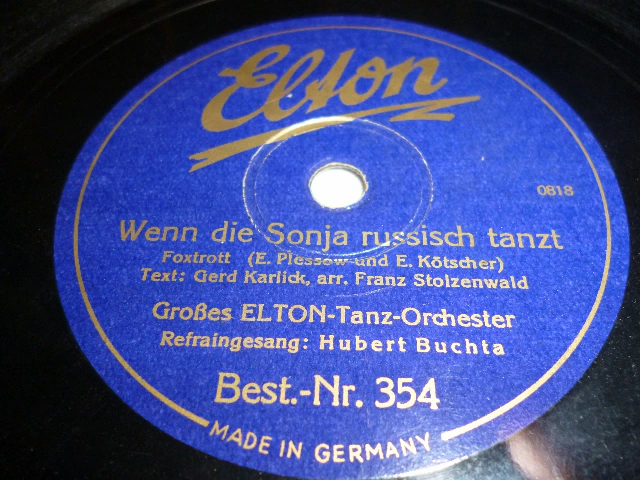 Elton
0818
Wenn die Sonja russisch tanzt
Foxtrott (E. Plessow und E. Kötscher)
Text: Gerd Karlick, arr. Franz Stolzenwald
Großes ELTON-Tanz-Orchester
Refraingesang: Hubert Buchta
Best.-Nr. 354
MADE IN GERMANY